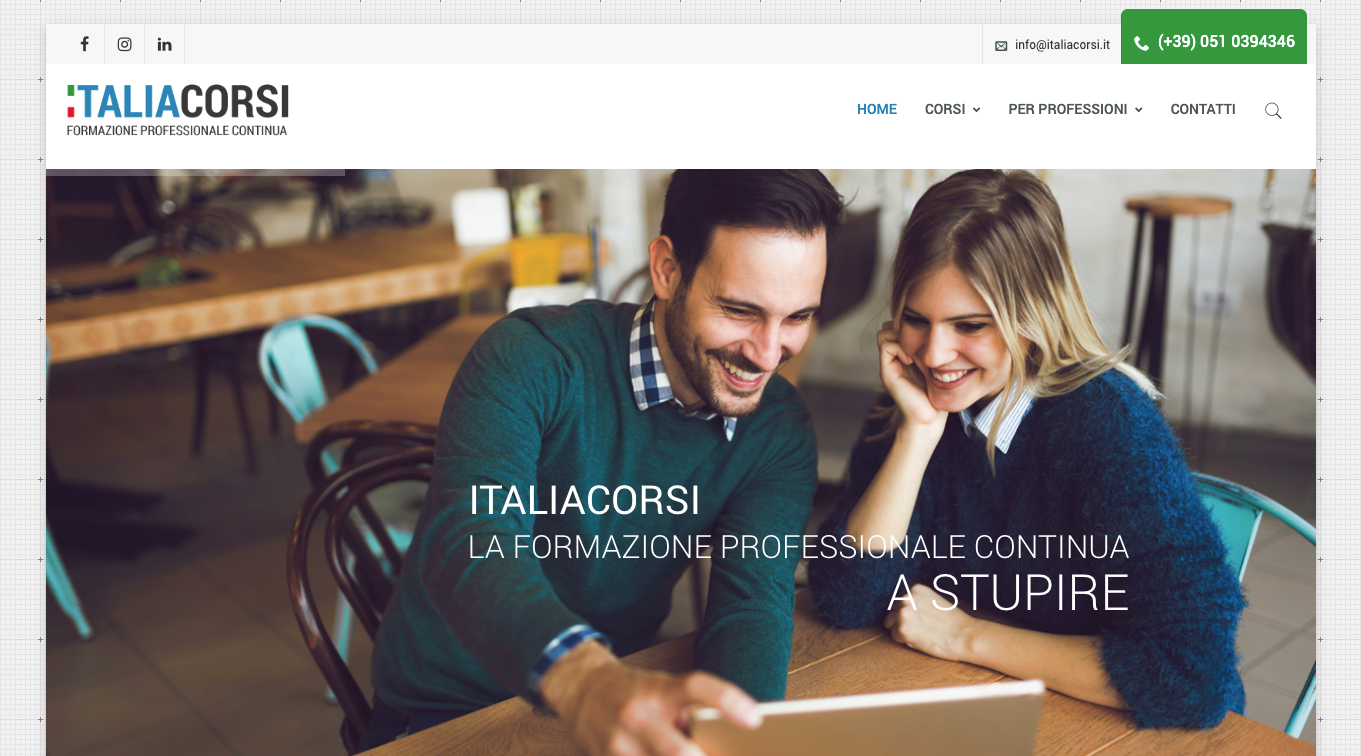 info@italiacorsi.it
(+39) 051 0394346
ITALIACORSI
FORMAZIONE PROFESSIONALE CONTINUA
HOME CORSI PER PROFESSIONI CONTATTI
ITALIACORSI
LA FORMAZIONE PROFESSIONALE CONTINUA
A STUPIRE